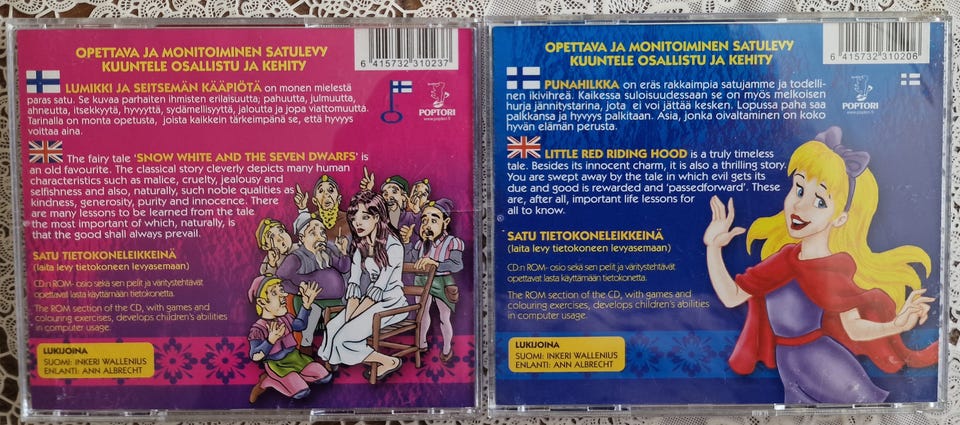 OPETTAVA JA MONITOIMINEN SATULEVY
KUUNTELE OSALLISTU JA KEHITY
6 415732 310237
LUMIKKI JA SEITSEMÄN KÄÄPIÖTÄ on monen mielestä
paras satu. Se kuvaa parhaiten ihmisten erilaisuutta, pahuutta, julmuutta,
ahneutta, itsekkyyttä, hyvyyttä, sydämellisyyttä, jaloutta ja jopa viattomuutta.
Tarinalla on monta opetusta, joista kaikkein tärkeimpänä se, että hyvyys
voittaa aina.
POPTORI
www.poptori.fi
The fairy tale 'SNOW WHITE AND THE SEVEN DWARFS' is
an old favourite. The classical story cleverly depicts many human
characteristics such as malice, cruelty, jealousy and
selfishness and also, naturally, such noble qualities as
kindness, generosity, purity and innocence. There
are many lessons to be learned from the tale
the most important of which, naturally, is
that the good shall always prevail.
SATU TIETOKONELEIKKEINÄ
(laita levy tietokoneen levyasemaan)
CD:n ROM- osio sekä sen pelit ja väritystehtävät
opettavat lasta käyttämään tietokonetta.
The ROM section of the CD, with games and
colouring exercises, develops children's abilities
in computer usage.
LUKIJOINA
SUOMI: INKERI WALLENIUS
ENLANTI: ANN ALBRECHT
OPETTAVA JA MONITOIMINEN SATULEVY
KUUNTELE OSALLISTU JA KEHITY
6 415732 310206
PUNAHILKKA on eräs rakkaimpia satujamme ja todelli-
nen ikivihreä. Kaikessa suloisuudessaan se on myös melkoisen
hurja jännitystarina, jota ei voi jättää kesken. Lopussa paha saa
palkkansa ja hyvyys palkitaan. Asia, jonka oivaltaminen on koko
hyvän elämän perusta.
POPTORI
www.poptori.fi
LITTLE RED RIDING HOOD is a truly timeless
tale. Besides its innocent charm, it is also a thrilling story.
You are swept away by the tale in which evil gets its
due and good is rewarded and 'passedforward'. These
are, after all, important life lessons for
all to know.
SATU TIETOKONELEIKKEINÄ
(laita levy tietokoneen levyasemaan)
CD:n ROM- osio sekä sen pelit ja väritystehtävät
opettavat lasta käyttämään tietokonetta.
The ROM section of the CD, with games and
colouring exercises, develops children's abilities
in computer usage.
LUKIJOINA
SUOMI: INKERI WALLENIUS
ENLANTI: ANN ALBRECHT